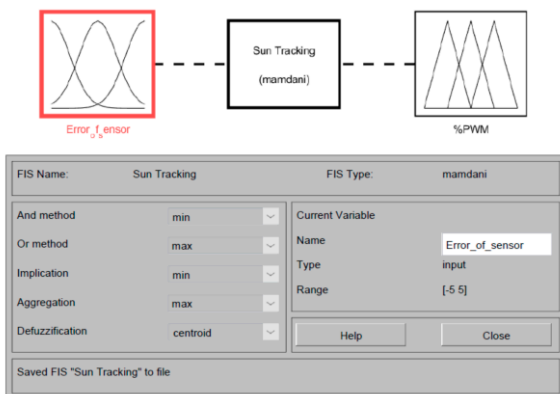 Sun Tracking
(mamdani)
Error_of_sensor
%PWM
FIS Name: Sun Tracking FIS Type: mamdani
And method min
Or method max
Implication min
Aggregation max
Defuzzification centroid
Current Variable
Name Error_of_sensor
Type input
Range [-5 5]
Help Close
Saved FIS "Sun Tracking" to file